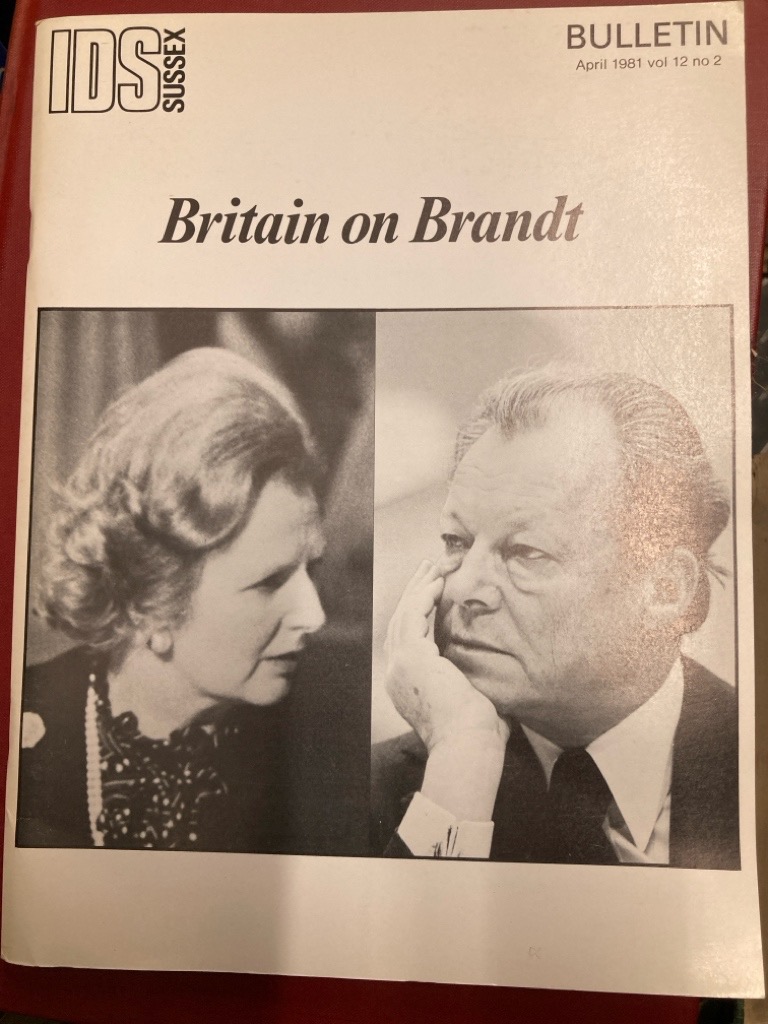 IDS
SUSSEX
BULLETIN
April 1981 vol 12 no 2
Britain on Brandt